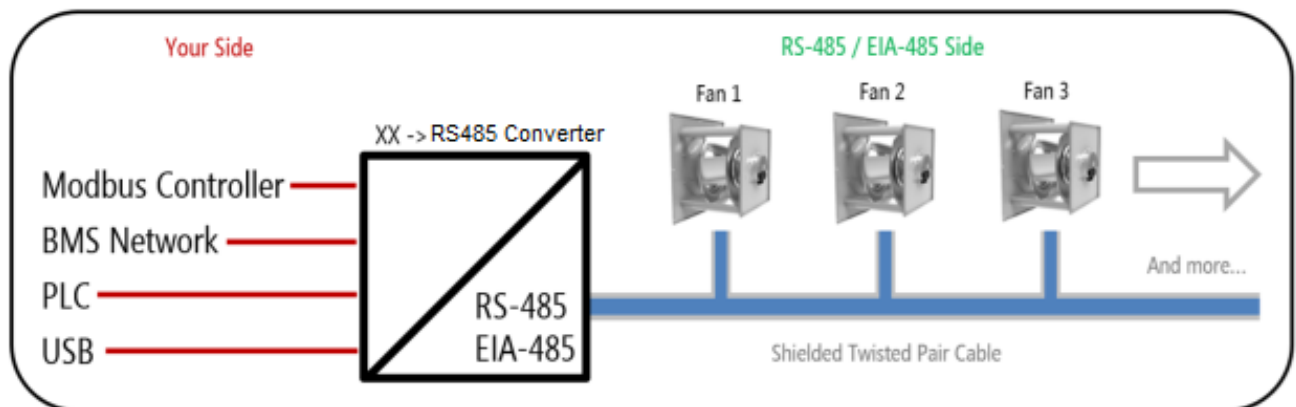 Your Side
RS-485 / EIA-485 Side
Fan 1
Fan 2
Fan 3
XX -> RS485 Converter
Modbus Controller
BMS Network
PLC
USB
RS-485
EIA-485
And more...
Shielded Twisted Pair Cable